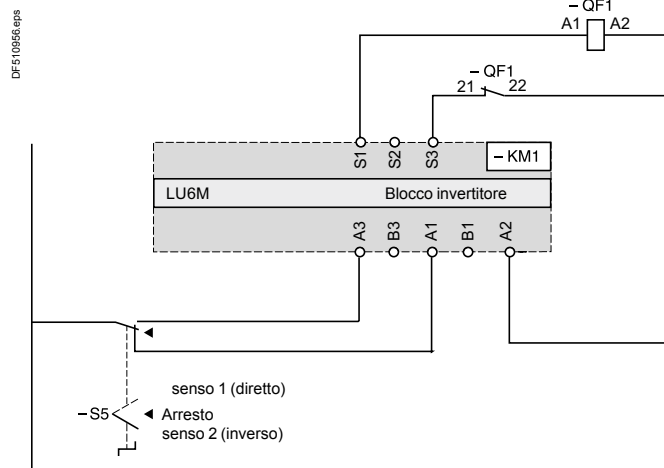 DF510956.eps
– QF1
A1 A2
– QF1
21 22
S1 S2 S3
– KM1
LU6M Blocco invertitore
A3 B3 A1 B1 A2
senso 1 (diretto)
– S5 Arresto
senso 2 (inverso)